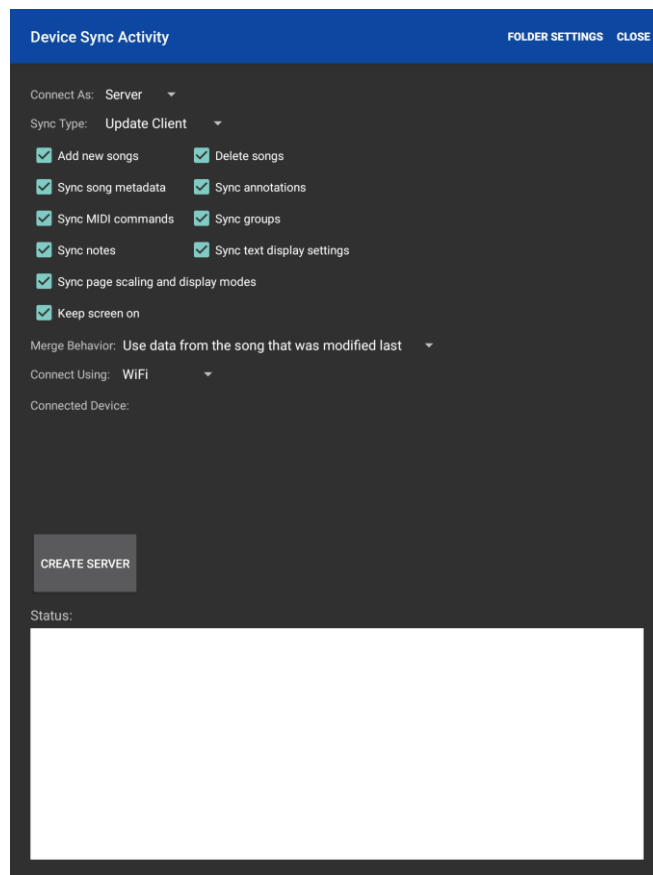 Device Sync Activity FOLDER SETTINGS CLOSE
Connect As: Server
Sync Type: Update Client
Add new songs Delete songs
Sync song metadata Sync annotations
Sync MIDI commands Sync groups
Sync notes Sync text display settings
Sync page scaling and display modes
Keep screen on
Merge Behavior: Use data from the song that was modified last
Connect Using: WiFi
Connected Device:
CREATE SERVER
Status: